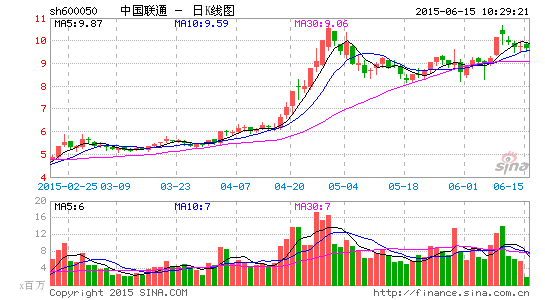 sh600050 中国联通 － 日K线图 2015-06-15 10:29:21
MA5=9.87 MA10=9.59 MA30=9.06
11
10
9
8
7
6
5
4
sina
2015-02-25 03-09 03-23 04-07 04-20 05-04 05-18 06-01 06-15
MA5:6 MA10:7 MA30:7
20
16
12
8
4
x百万
Copyright 2015 SINA.COM http://finance.sina.com.cn